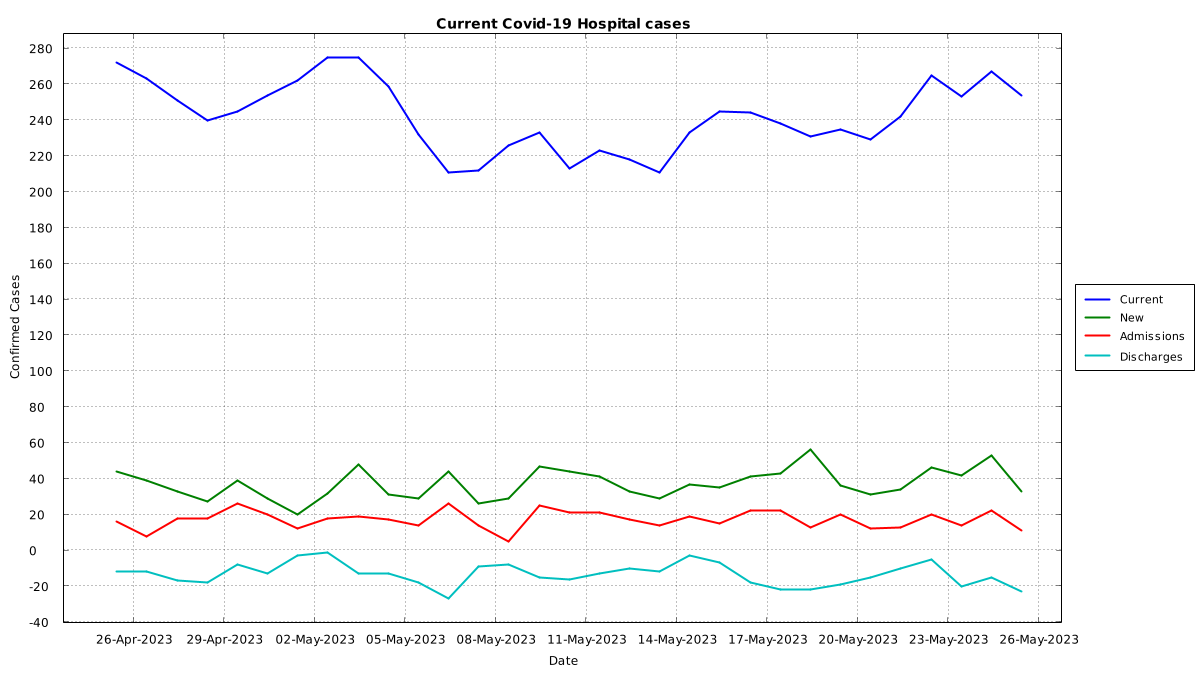 Current Covid-19 Hospital cases
280
260
240
220
200
180
160
140
120
100
80
60
40
20
0
-20
-40
Confirmed Cases
26-Apr-2023 29-Apr-2023 02-May-2023 05-May-2023 08-May-2023 11-May-2023 14-May-2023 17-May-2023 20-May-2023 23-May-2023 26-May-2023
Date
Current
New
Admissions
Discharges